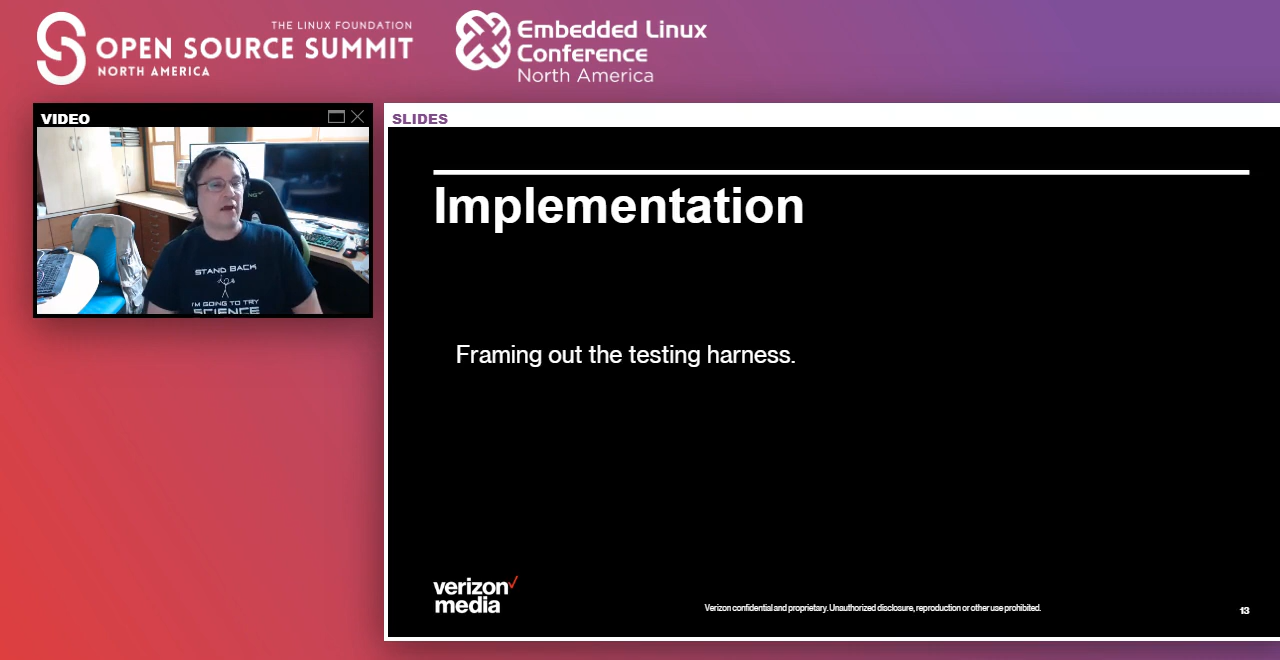 THE LINUX FOUNDATION
OPEN SOURCE SUMMIT
NORTH AMERICA
Embedded Linux
Conference
North America
VIDEO
SLIDES
NG
STAND BACK
I'M GOING TO TRY
SCIENCE
Implementation
Framing out the testing harness.
verizon✓
media
Verizon confidential and proprietary. Unauthorized disclosure, reproduction or other use prohibited.
13